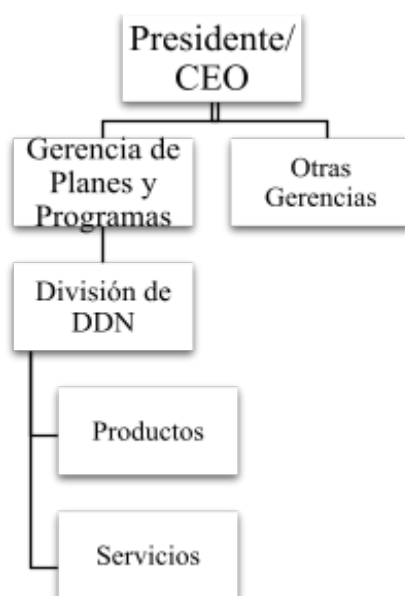 Presidente/
CEO
Gerencia de
Planes y
Programas
Otras
Gerencias
División de
DDN
Productos
Servicios